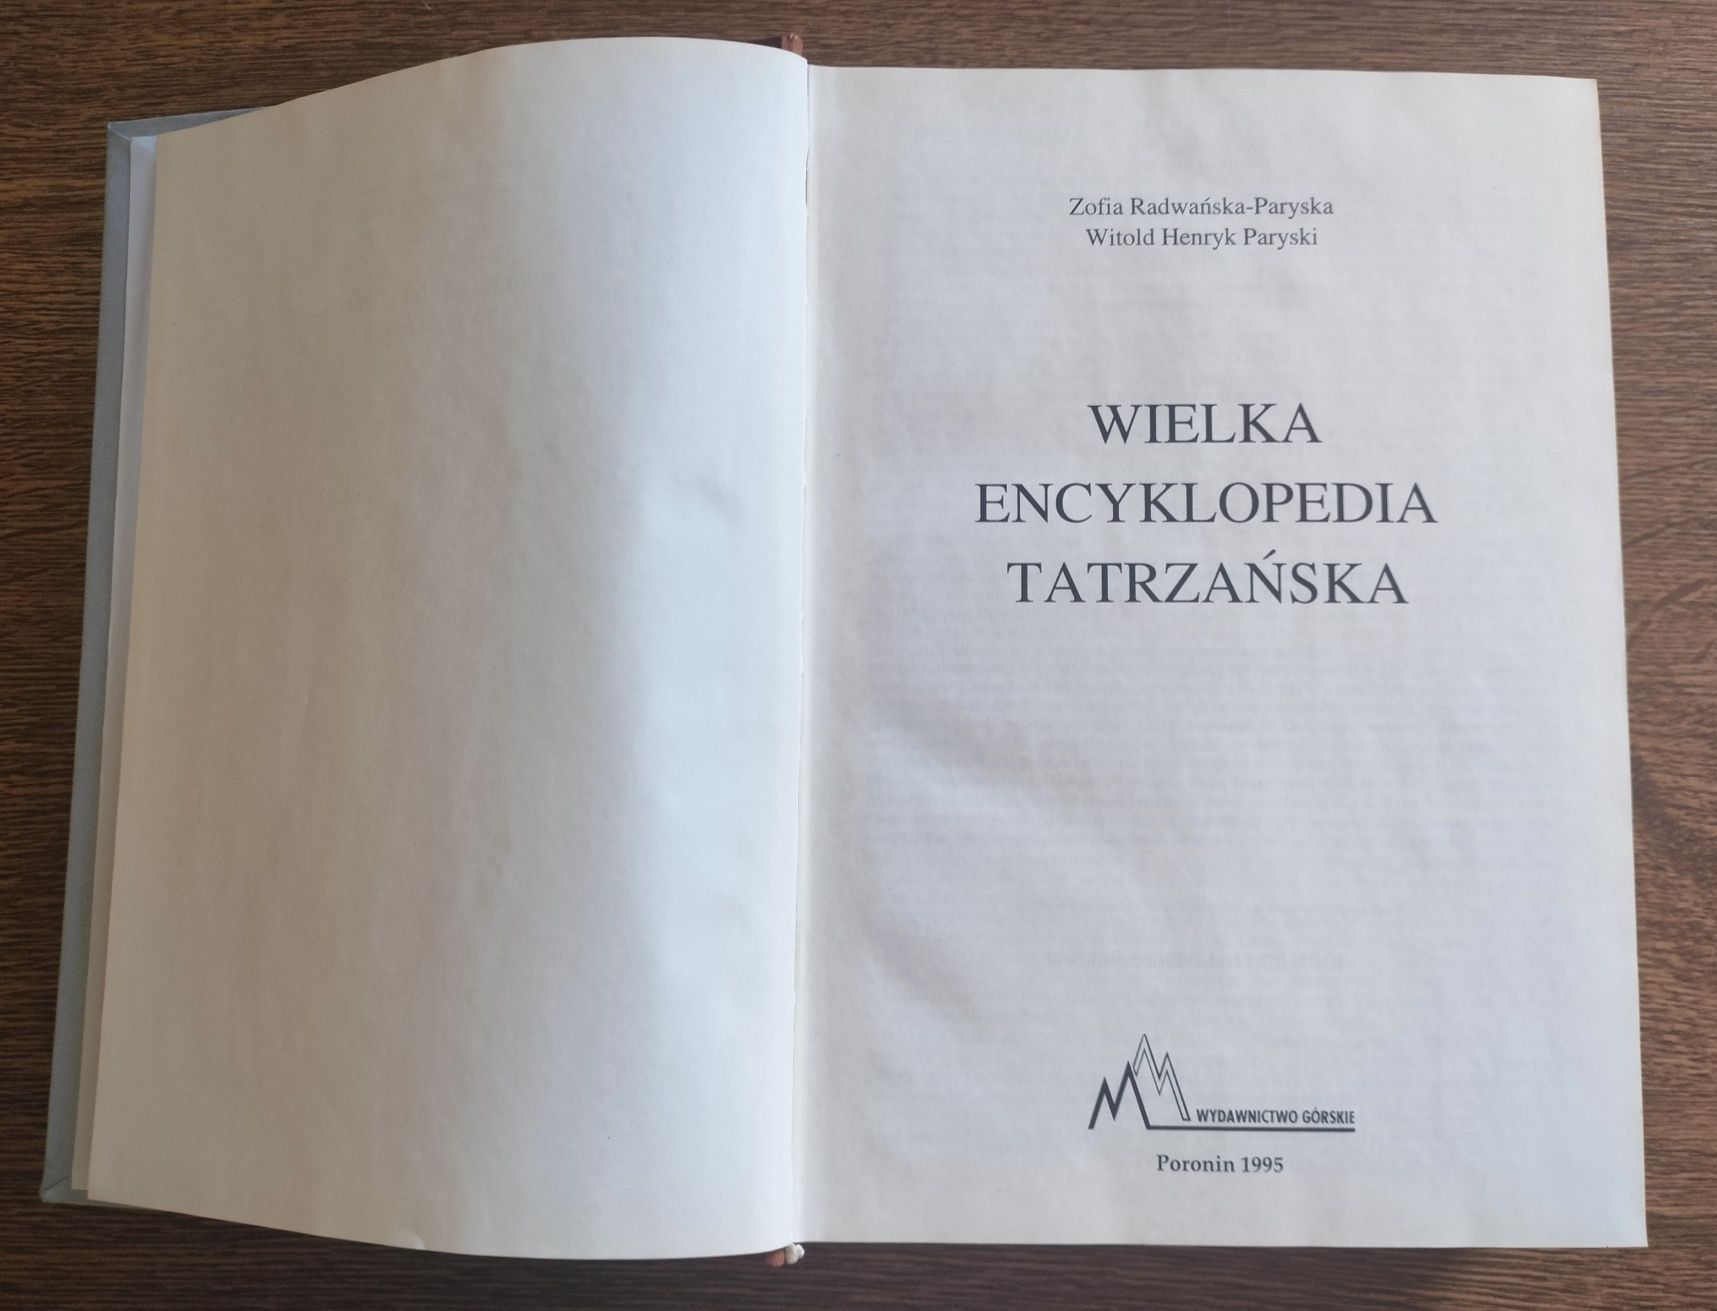 Zofia Radwańska-Paryska
Witold Henryk Paryski
WIELKA
ENCYKLOPEDIA
TATRZAŃSKA
WYDAWNICTWO GÓRSKIE
Poronin 1995